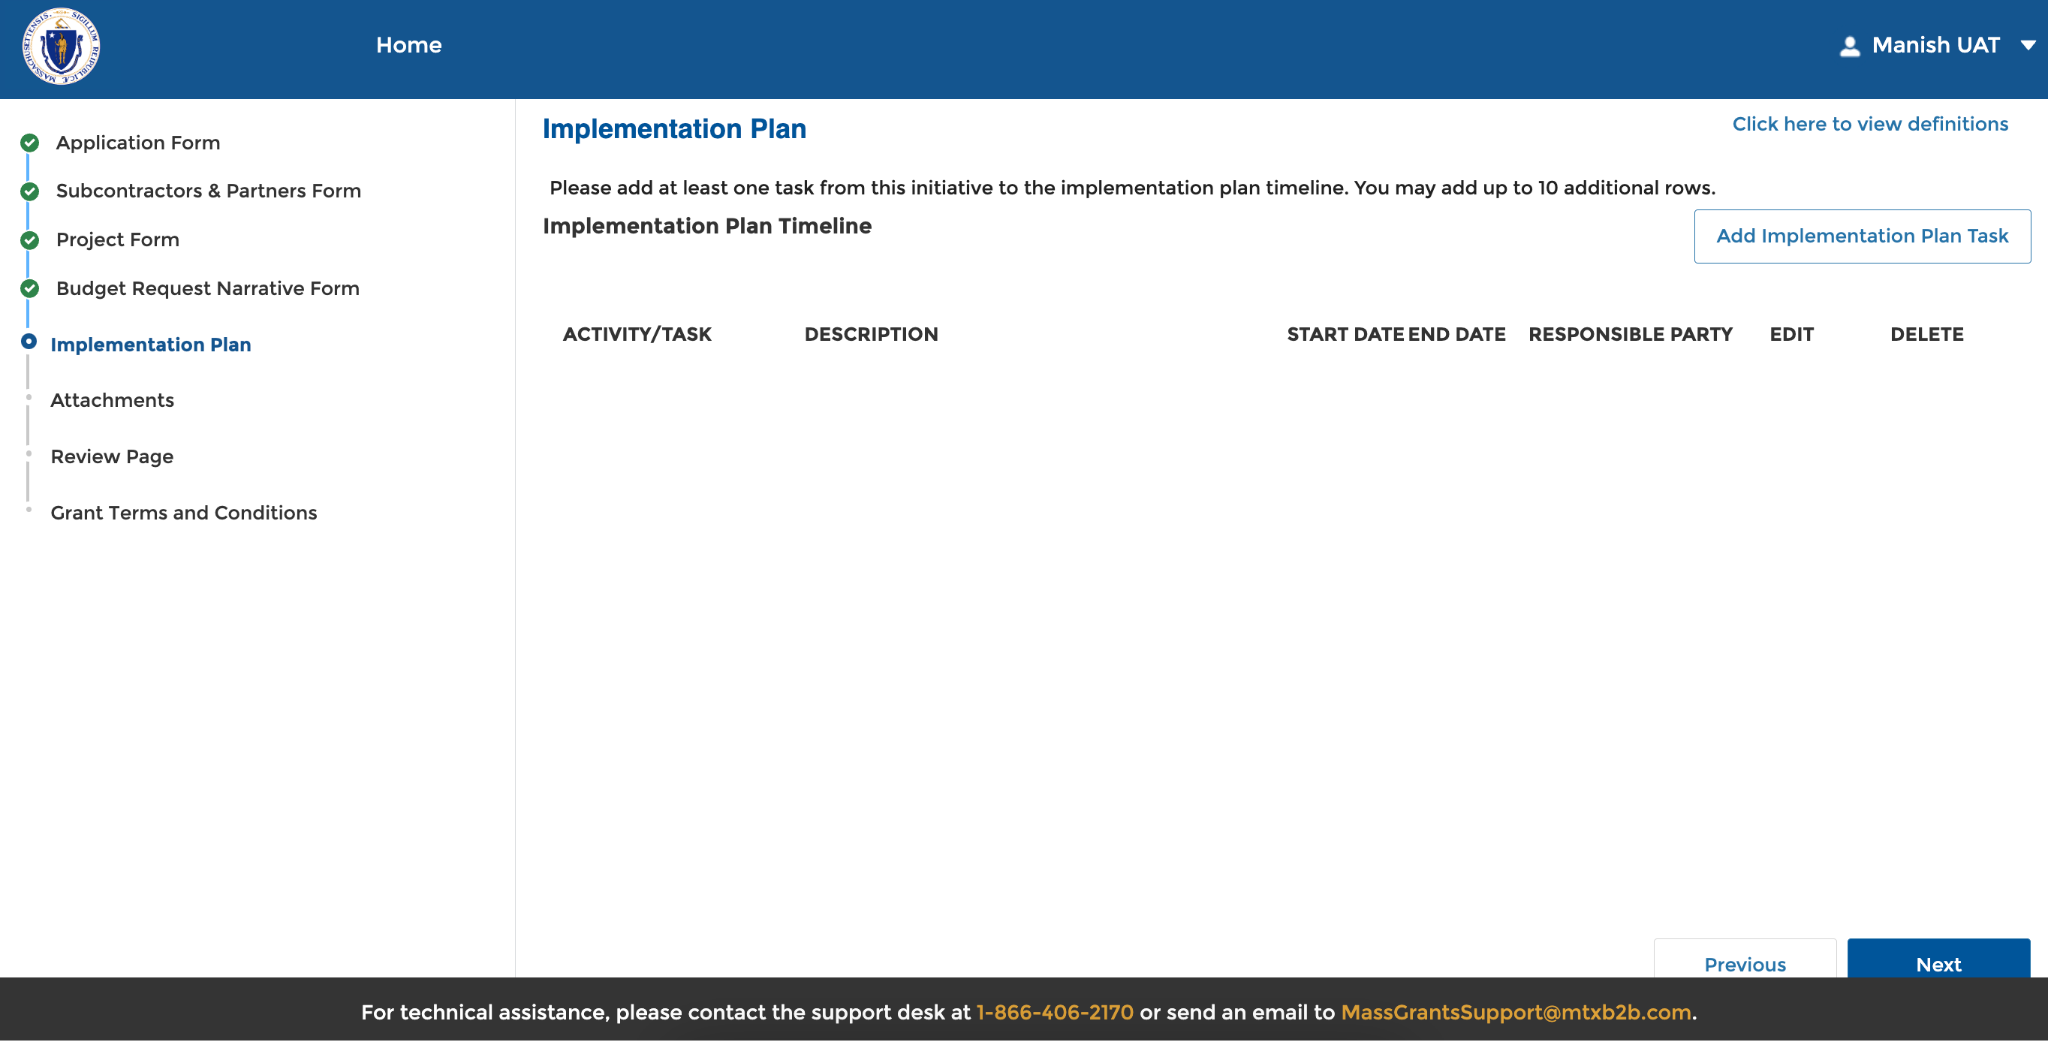 Home
Manish UAT
Application Form
Subcontractors & Partners Form
Project Form
Budget Request Narrative Form
Implementation Plan
Attachments
Review Page
Grant Terms and Conditions
Implementation Plan
Click here to view definitions
Please add at least one task from this initiative to the implementation plan timeline. You may add up to 10 additional rows.
Implementation Plan Timeline
Add Implementation Plan Task
ACTIVITY/TASK DESCRIPTION START DATE END DATE RESPONSIBLE PARTY EDIT DELETE
Previous
Next
For technical assistance, please contact the support desk at 1-866-406-2170 or send an email to MassGrantsSupport@mtxb2b.com.